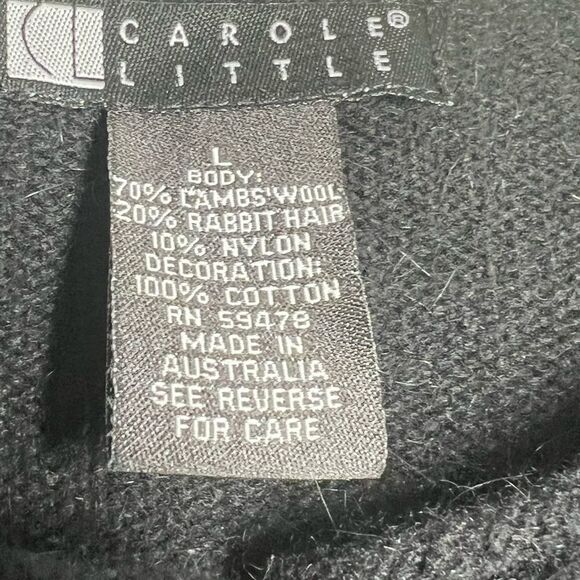 CL CAROLE®
LITTLE
L
BODY:
70% LAMBS'WOOL
20% RABBIT HAIR
10% NYLON
DECORATION:
100% COTTON
RN 59478
MADE IN
AUSTRALIA
SEE REVERSE
FOR CARE